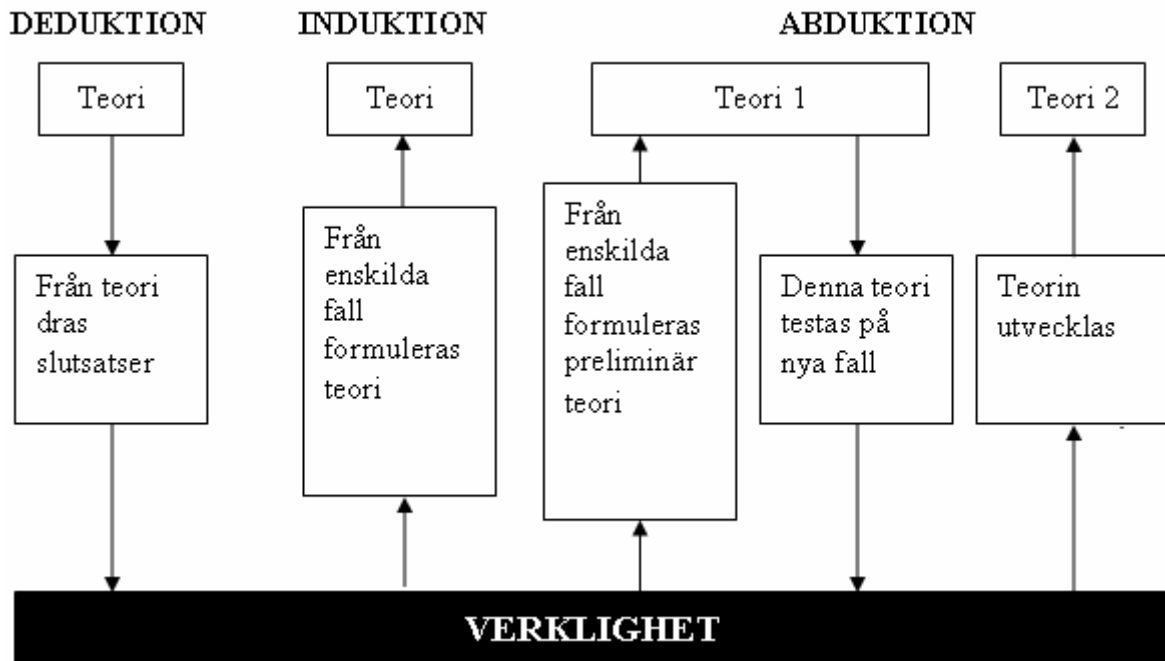 DEDUKTION
INDUKTION
ABDUKTION
Teori
Teori
Teori 1
Teori 2
Från teori
dras
slutsatser
Från
enskilda
fall
formuleras
teori
Från
enskilda
fall
formuleras
preliminär
teori
Denna teori
testas på
nya fall
Teorin
utvecklas
VERKLIGHET